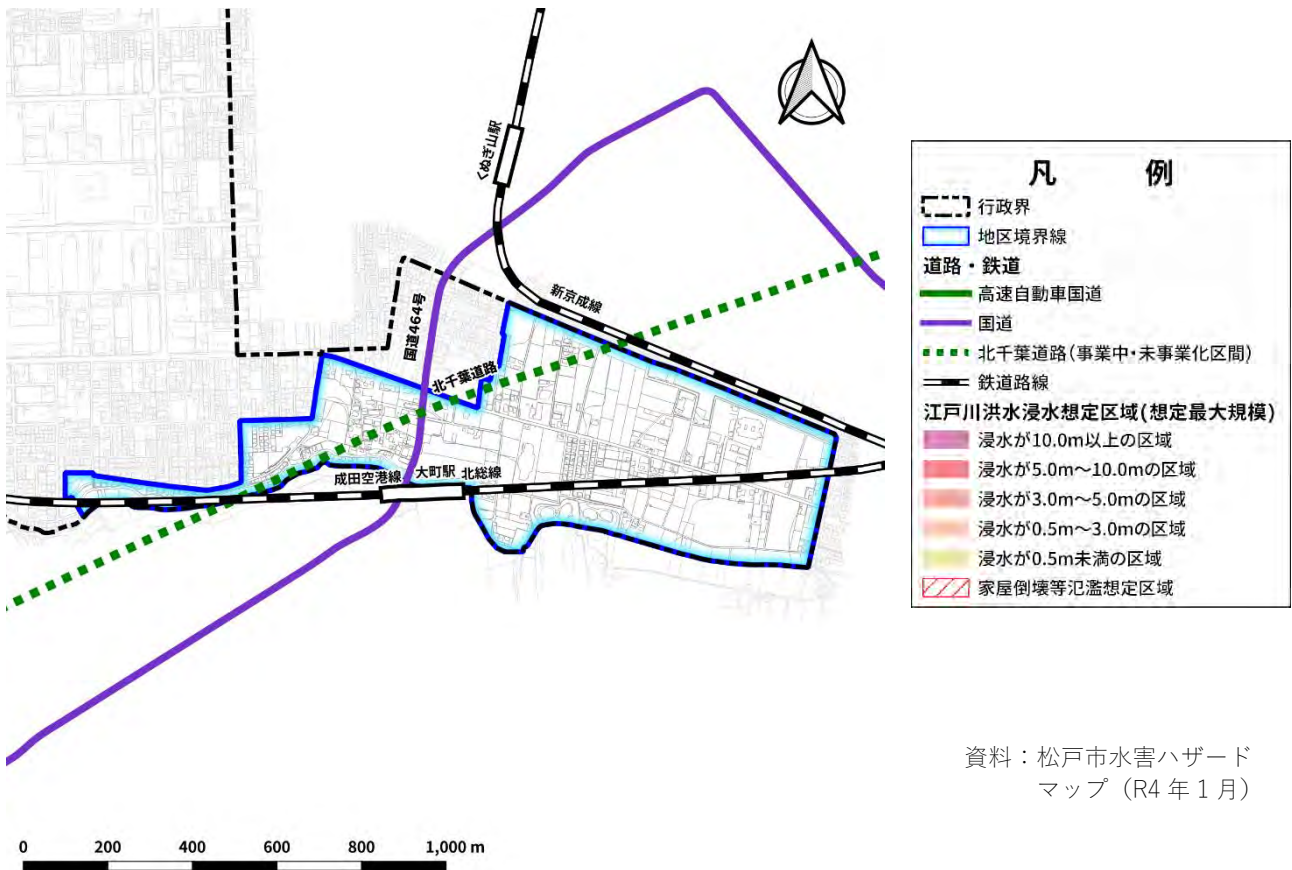 くぬぎ山駅
新京成線
国道464号
北千葉道路
成田空港線 大町駅 北総線
凡 例
行政界
地区境界線
道路・鉄道
高速自動車国道
国道
北千葉道路(事業中・未事業化区間)
鉄道路線
江戸川洪水浸水想定区域(想定最大規模)
浸水が10.0m以上の区域
浸水が5.0m～10.0mの区域
浸水が3.0m～5.0mの区域
浸水が0.5m～3.0mの区域
浸水が0.5m未満の区域
家屋倒壊等氾濫想定区域
資料：松戸市水害ハザード
マップ（R4 年 1 月）
0 200 400 600 800 1,000 m